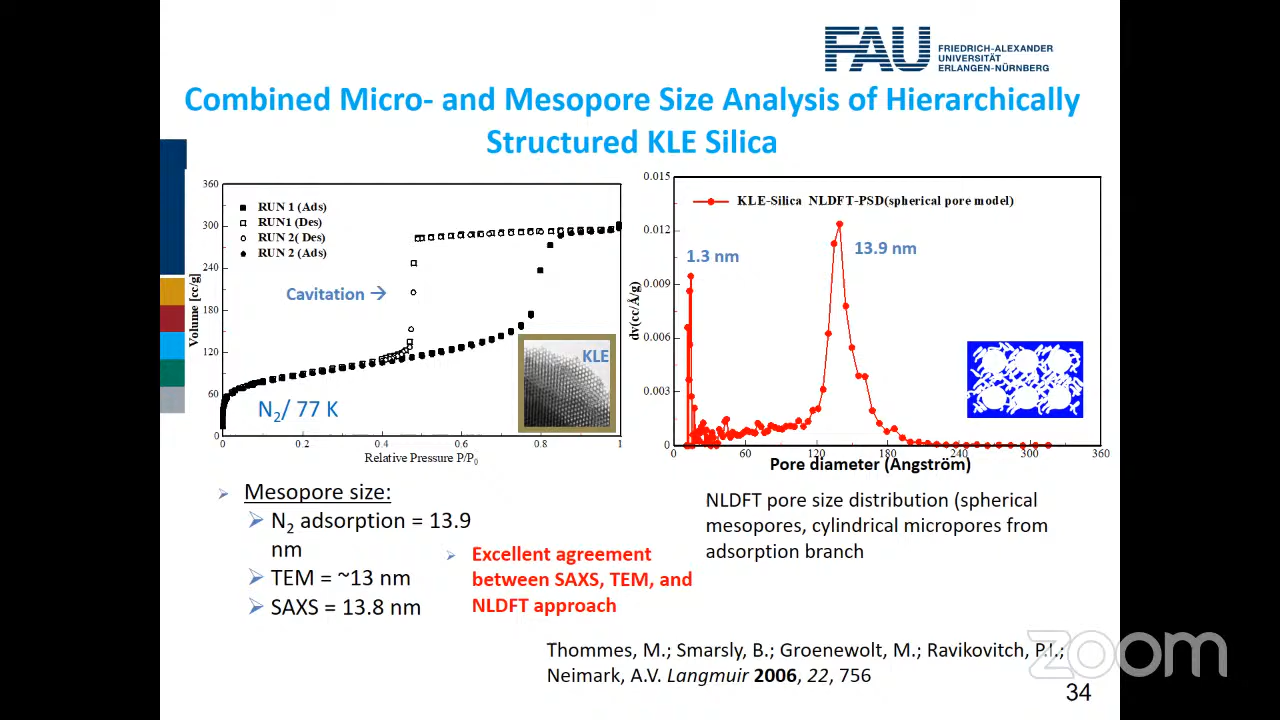 FAU
FRIEDRICH-ALEXANDER
UNIVERSITÄT
ERLANGEN-NÜRNBERG
Combined Micro- and Mesopore Size Analysis of Hierarchically
Structured KLE Silica
360
300
240
180
120
60
0
Volume [cc/g]
RUN 1 (Ads)
RUN1 (Des)
RUN 2( Des)
RUN 2 (Ads)
Cavitation →
N2/ 77 K
KLE
0 0.2 0.4 0.6 0.8 1
Relative Pressure P/P0
0.015
0.012
0.009
0.006
0.003
0
dv(cc/Å/g)
KLE-Silica NLDFT-PSD(spherical pore model)
1.3 nm
13.9 nm
0 60 120 180 240 300 360
Pore diameter (Angström)
Mesopore size:
N2 adsorption = 13.9
nm
TEM = ~13 nm
SAXS = 13.8 nm
Excellent agreement
between SAXS, TEM, and
NLDFT approach
NLDFT pore size distribution (spherical
mesopores, cylindrical micropores from
adsorption branch
Thommes, M.; Smarsly, B.; Groenewolt, M.; Ravikovitch, P.I.;
Neimark, A.V. Langmuir 2006, 22, 756
zoom
34